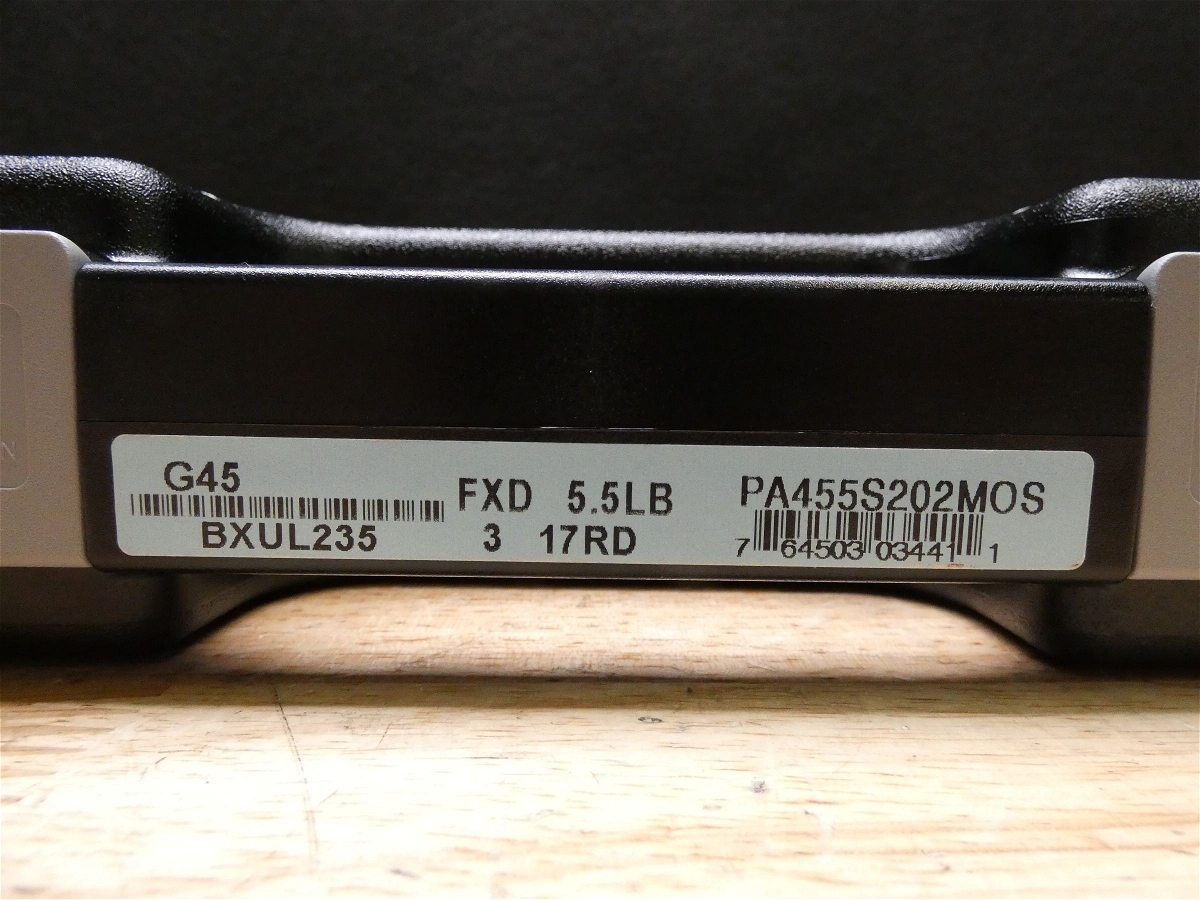 G45
BXUL235
FXD 5.5LB
3 17RD
PA455S202MOS
7 64503 03441 1